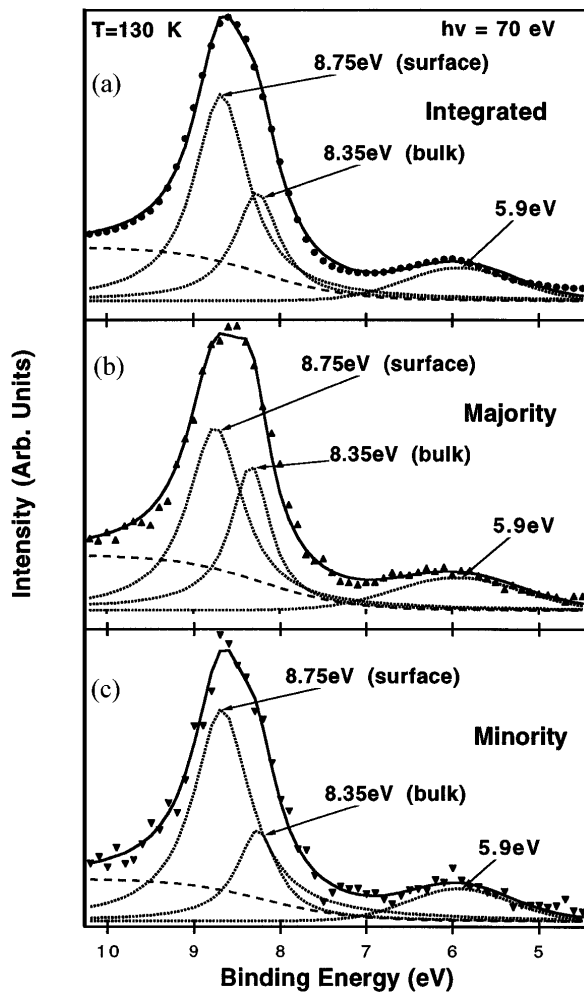 T=130 K
hν = 70 eV
(a)
8.75eV (surface)
Integrated
8.35eV (bulk)
5.9eV
(b)
8.75eV (surface)
Majority
8.35eV (bulk)
5.9eV
(c)
8.75eV (surface)
Minority
8.35eV (bulk)
5.9eV
Intensity (Arb. Units)
10 9 8 7 6 5
Binding Energy (eV)